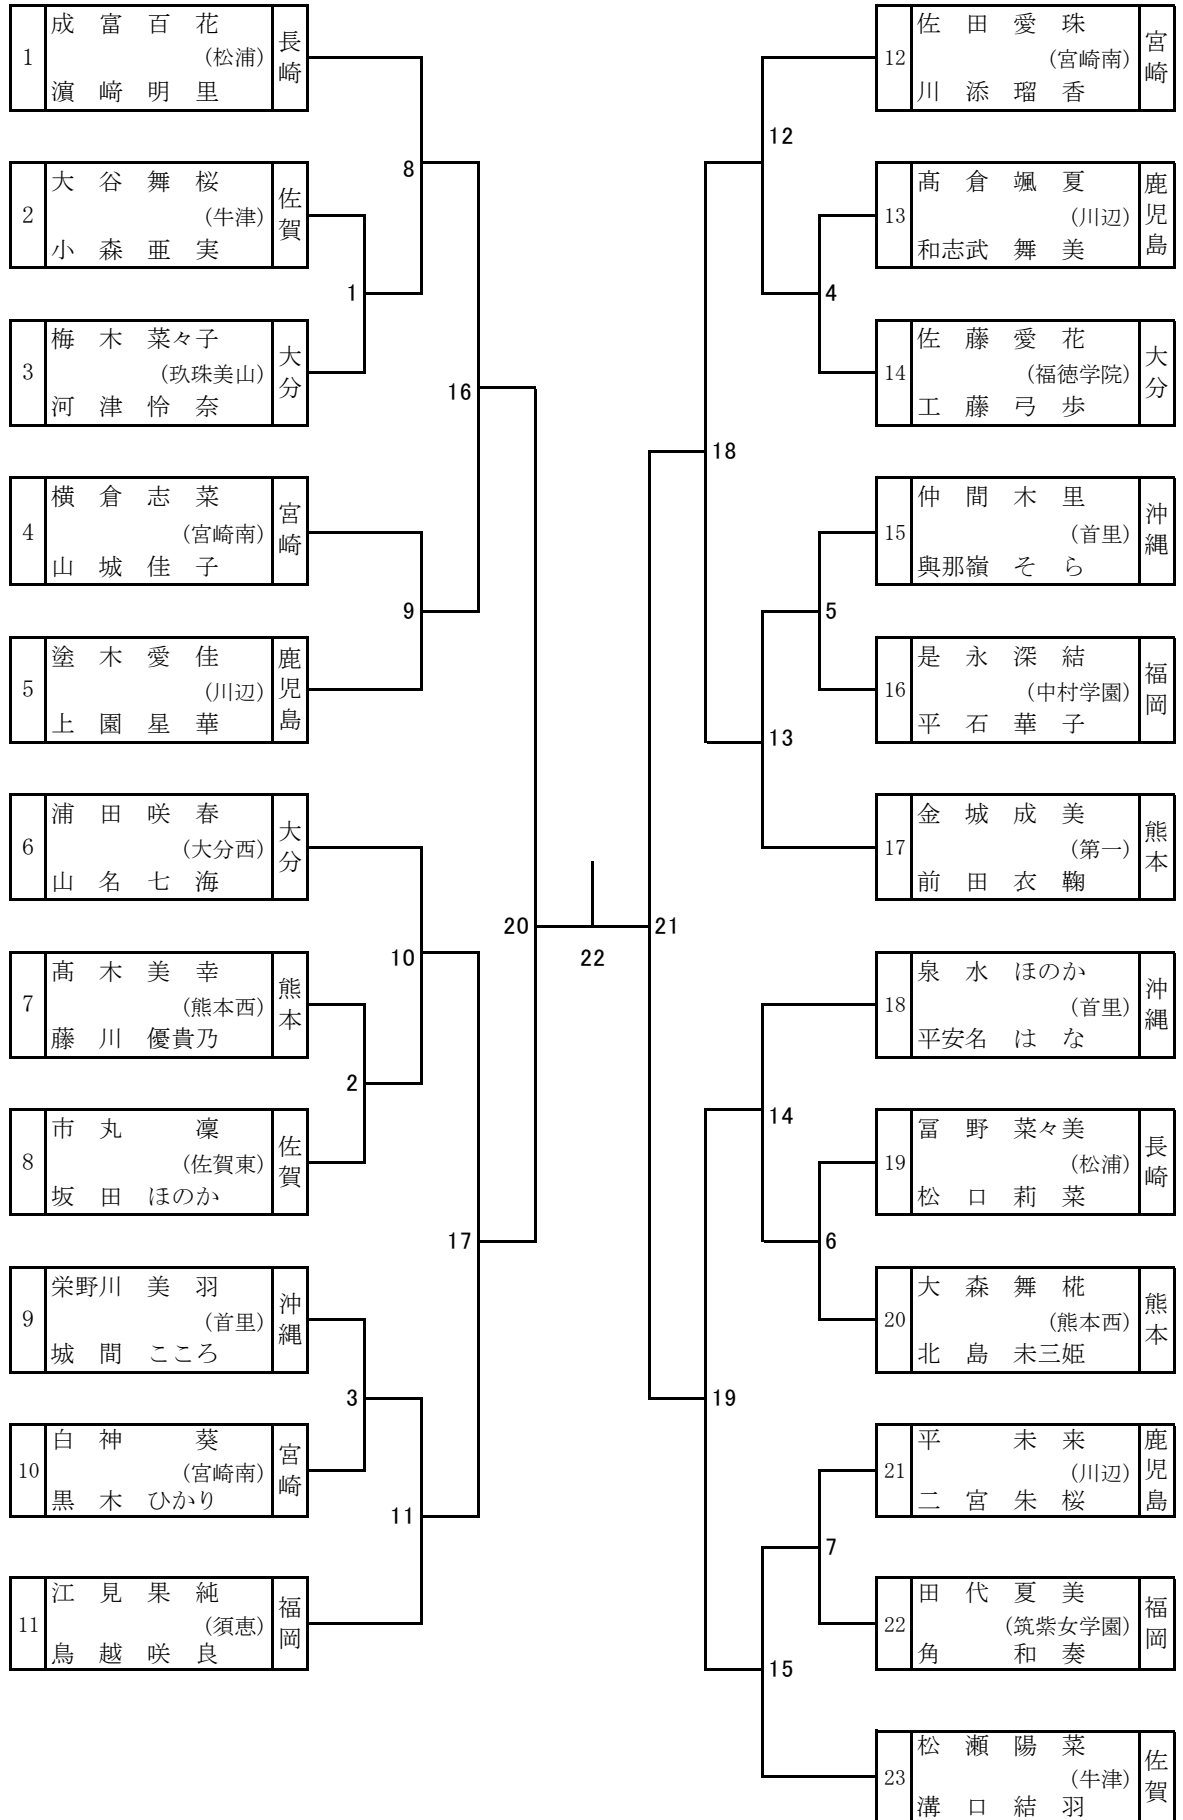 1
成富百花
(松浦)
濵﨑明里
長崎
2
大谷舞桜
(牛津)
小森亜実
佐賀
3
梅木菜々子
(玖珠美山)
河津怜奈
大分
4
横倉志菜
(宮崎南)
山城佳子
宮崎
5
塗木愛佳
(川辺)
上園星華
鹿児島
6
浦田咲春
(大分西)
山名七海
大分
7
髙木美幸
(熊本西)
藤川優貴乃
熊本
8
市丸凜
(佐賀東)
坂田ほのか
佐賀
9
栄野川美羽
(首里)
城間こころ
沖縄
10
白神葵
(宮崎南)
黒木ひかり
宮崎
11
江見果純
(須恵)
鳥越咲良
福岡
1
2
3
8
9
10
11
16
17
20
22
21
18
19
12
13
14
15
4
5
6
7
12
佐田愛珠
(宮崎南)
川添瑠香
宮崎
13
髙倉颯夏
(川辺)
和志武舞美
鹿児島
14
佐藤愛花
(福徳学院)
工藤弓歩
大分
15
仲間木里
(首里)
與那嶺そら
沖縄
16
是永深結
(中村学園)
平石華子
福岡
17
金城成美
(第一)
前田衣鞠
熊本
18
泉水ほのか
(首里)
平安名はな
沖縄
19
冨野菜々美
(松浦)
松口莉菜
長崎
20
大森舞椛
(熊本西)
北島未三姫
熊本
21
平未来
(川辺)
二宮朱桜
鹿児島
22
田代夏美
(筑紫女学園)
角和奏
福岡
23
松瀬陽菜
(牛津)
溝口結羽
佐賀